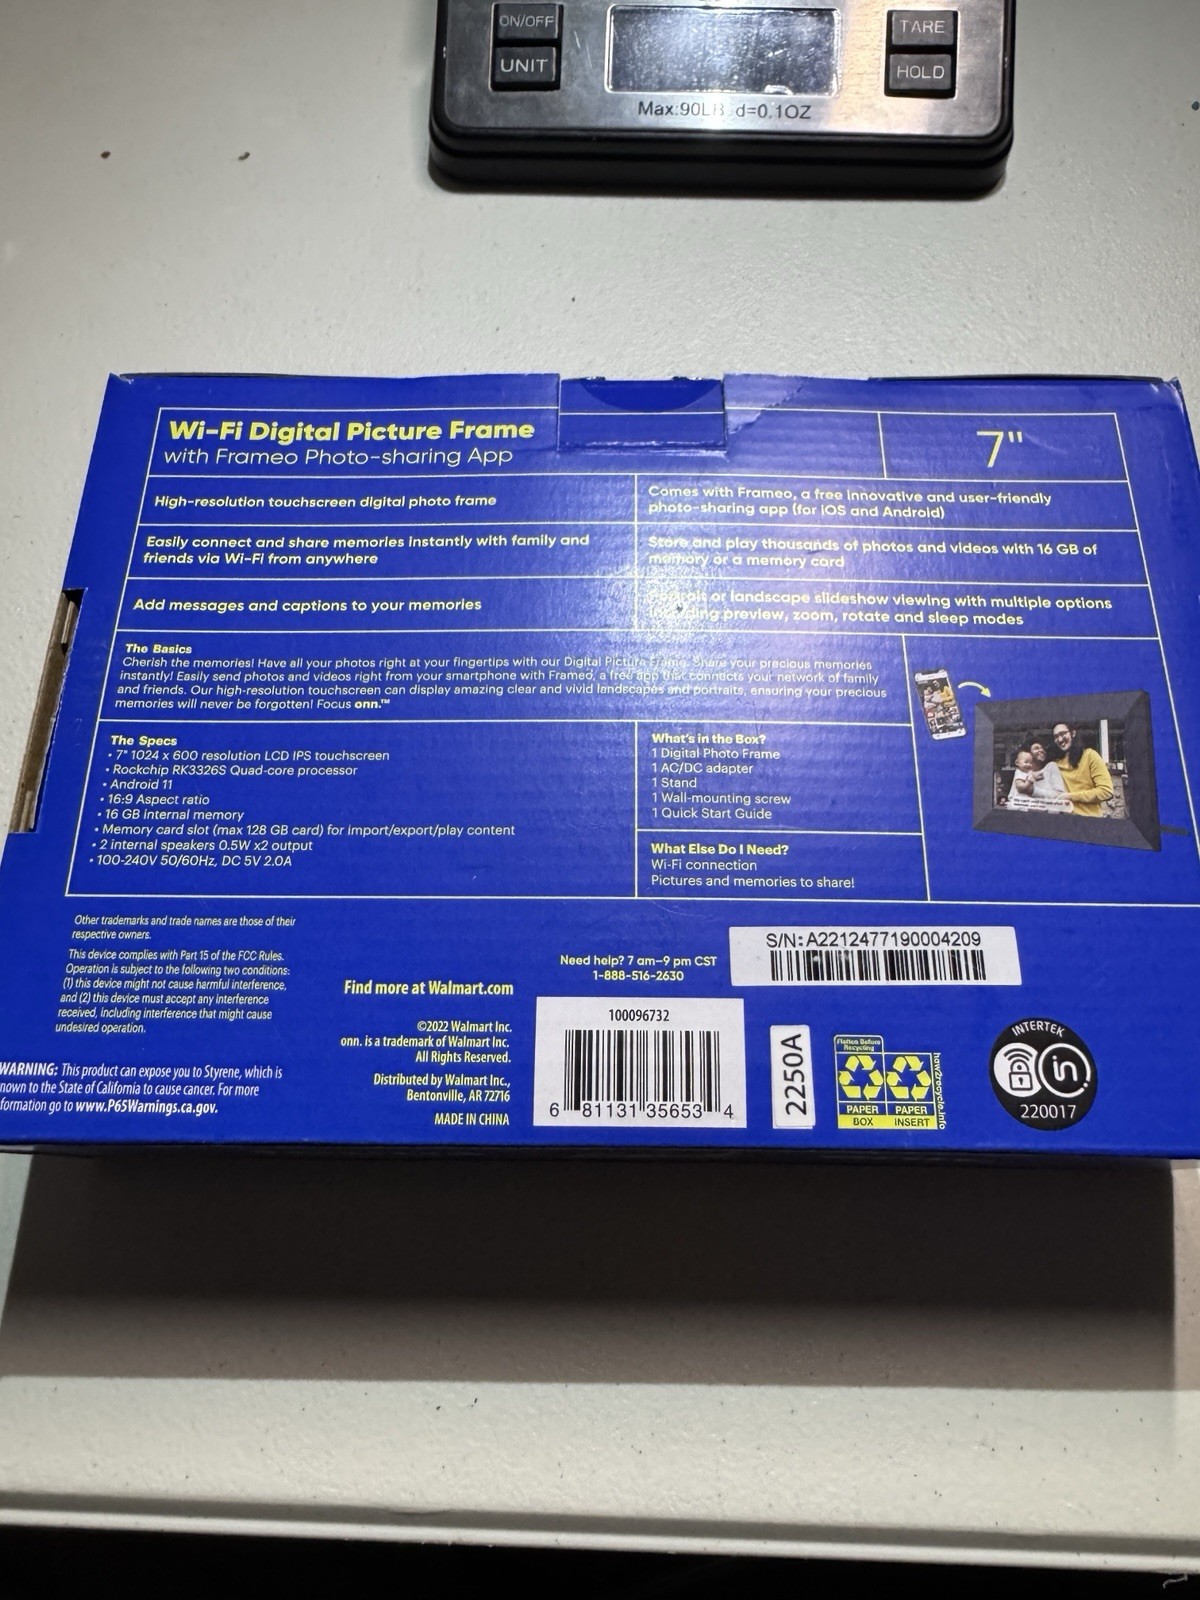 ON/OFF
UNIT
TARE
HOLD
Max:90LB d=0.1OZ
Wi-Fi Digital Picture Frame
with Frameo Photo-sharing App
7"
High-resolution touchscreen digital photo frame
Comes with Frameo, a free innovative and user-friendly
photo-sharing app (for iOS and Android)
Easily connect and share memories instantly with family and
friends via Wi-Fi from anywhere
Store and play thousands of photos and videos with 16 GB of
memory or a memory card
Add messages and captions to your memories
Portrait or landscape slideshow viewing with multiple options
including preview, zoom, rotate and sleep modes
The Basics
Cherish the memories! Have all your photos right at your fingertips with our Digital Picture Frame. Share your precious memories
instantly! Easily send photos and videos right from your smartphone with Frameo, a free app that connects your network of family
and friends. Our high-resolution touchscreen can display amazing clear and vivid landscapes and portraits, ensuring your precious
memories will never be forgotten! Focus onn.™
The Specs
• 7" 1024 x 600 resolution LCD IPS touchscreen
• Rockchip RK3326S Quad-core processor
• Android 11
• 16:9 Aspect ratio
• 16 GB internal memory
• Memory card slot (max 128 GB card) for import/export/play content
• 2 internal speakers 0.5W x2 output
• 100-240V 50/60Hz, DC 5V 2.0A
What's in the Box?
1 Digital Photo Frame
1 AC/DC adapter
1 Stand
1 Wall-mounting screw
1 Quick Start Guide
What Else Do I Need?
Wi-Fi connection
Pictures and memories to share!
Other trademarks and trade names are those of their
respective owners.
This device complies with Part 15 of the FCC Rules.
Operation is subject to the following two conditions:
(1) this device might not cause harmful interference,
and (2) this device must accept any interference
received, including interference that might cause
undesired operation.
WARNING: This product can expose you to Styrene, which is
nown to the State of California to cause cancer. For more
formation go to www.P65Warnings.ca.gov.
Find more at Walmart.com
©2022 Walmart Inc.
onn. is a trademark of Walmart Inc.
All Rights Reserved.
Distributed by Walmart Inc.,
Bentonville, AR 72716
MADE IN CHINA
Need help? 7 am–9 pm CST
1-888-516-2630
S/N:A2212477190004209
100096732
6 81131 35653 4
2250A
Flatten Before
Recycling
PAPER
BOX
PAPER
INSERT
how2recycle.info
INTERTEK
in
220017